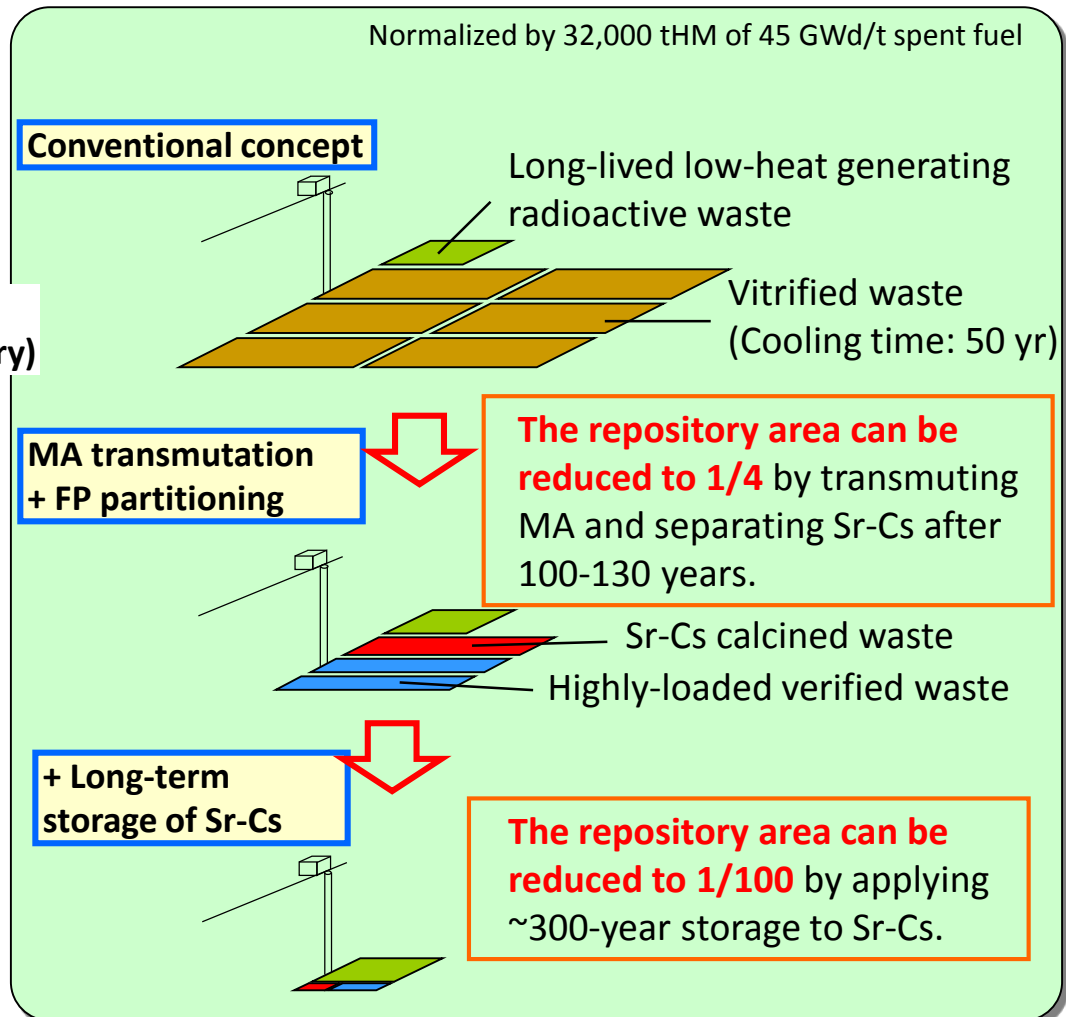 Normalized by 32,000 tHM of 45 GWd/t spent fuel
Conventional concept
Long-lived low-heat generating
radioactive waste
Vitrified waste
(Cooling time: 50 yr)
ry)
MA transmutation
+ FP partitioning
The repository area can be
reduced to 1/4 by transmuting
MA and separating Sr-Cs after
100-130 years.
Sr-Cs calcined waste
Highly-loaded verified waste
+ Long-term
storage of Sr-Cs
The repository area can be
reduced to 1/100 by applying
~300-year storage to Sr-Cs.